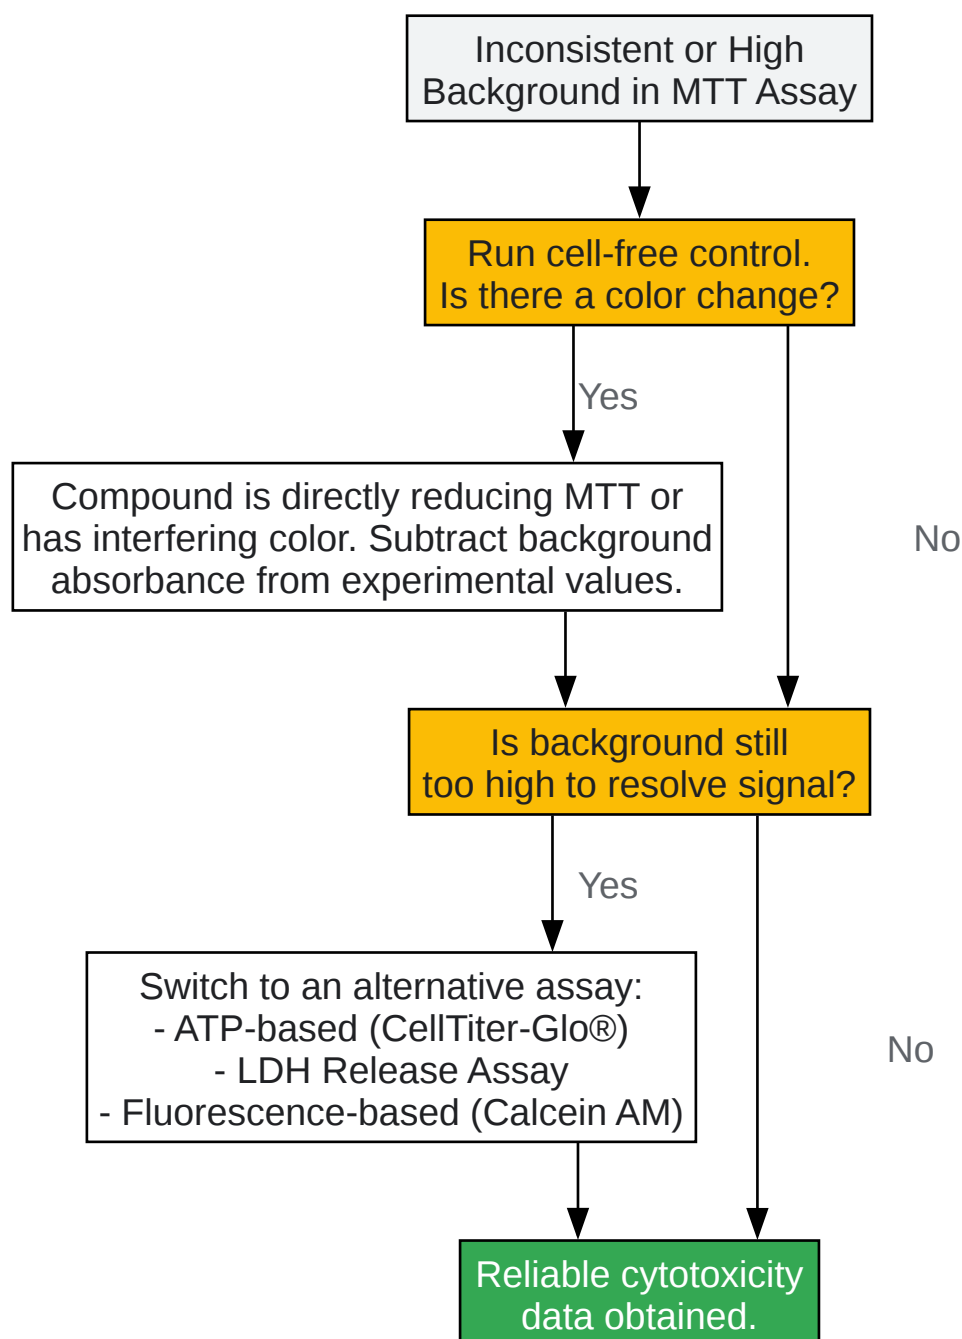 Inconsistent or High
Background in MTT Assay
Run cell-free control.
Is there a color change?
Yes
Compound is directly reducing MTT or
has interfering color. Subtract background
absorbance from experimental values.
No
Is background still
too high to resolve signal?
Yes
Switch to an alternative assay:
- ATP-based (CellTiter-Glo®)
- LDH Release Assay
- Fluorescence-based (Calcein AM)
No
Reliable cytotoxicity
data obtained.